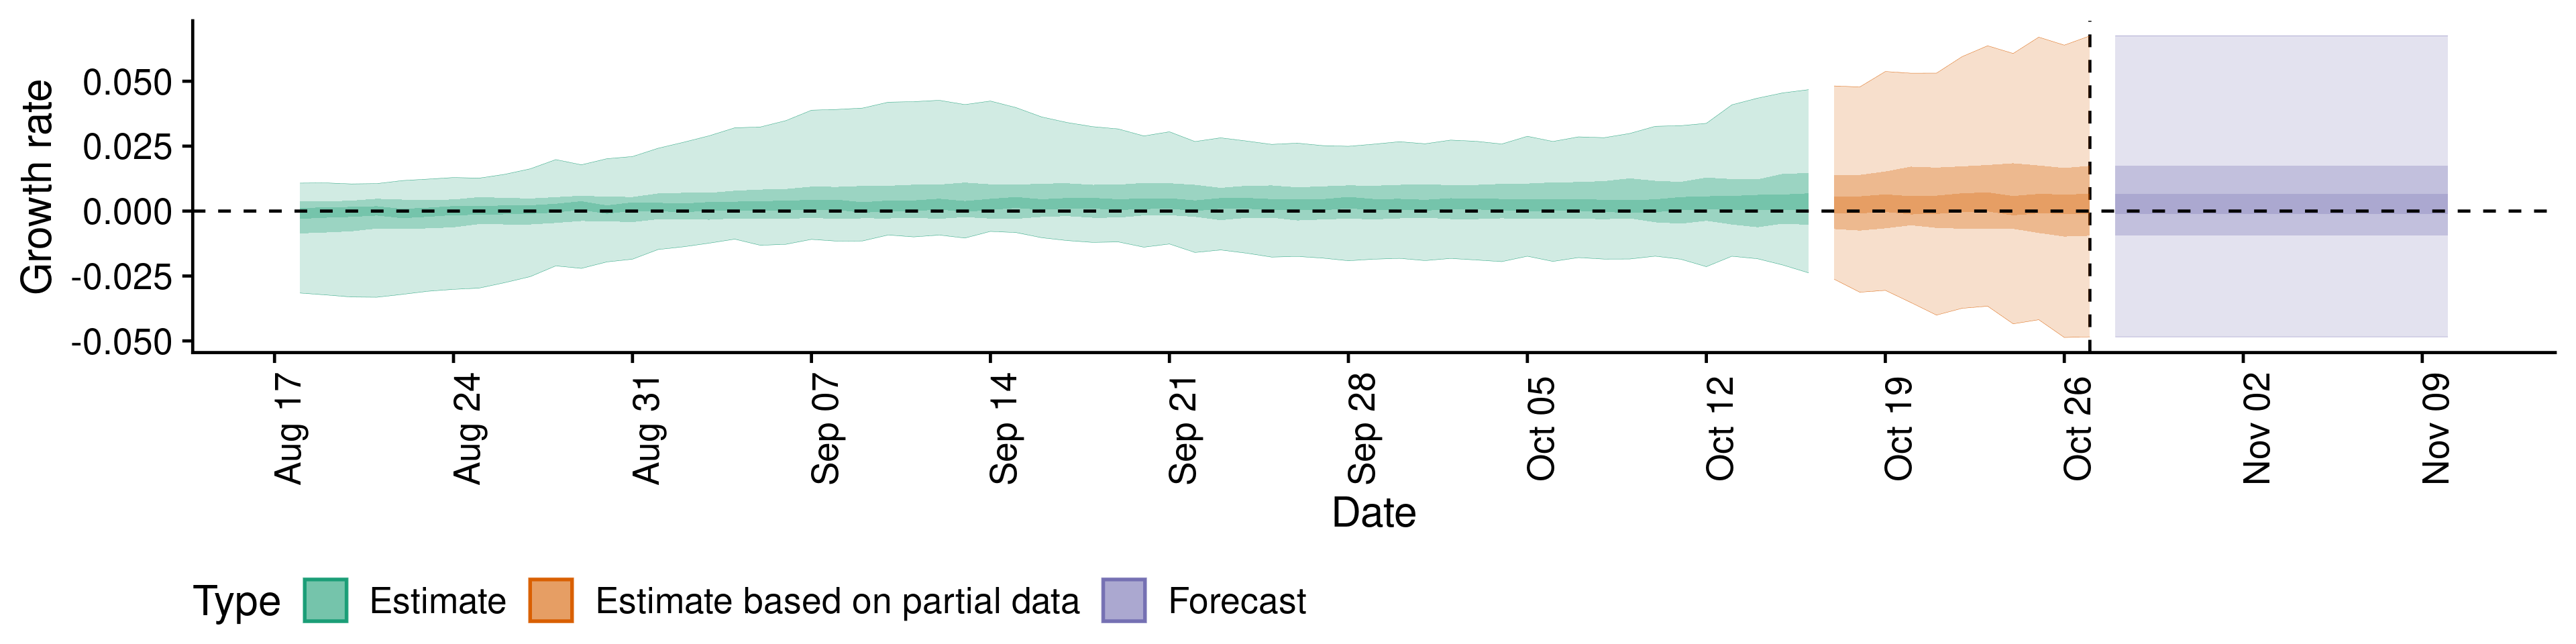 Growth rate
0.050
0.025
0.000
-0.025
-0.050
Aug 17
Aug 24
Aug 31
Sep 07
Sep 14
Sep 21
Sep 28
Oct 05
Oct 12
Oct 19
Oct 26
Nov 02
Nov 09
Date
Type Estimate Estimate based on partial data Forecast